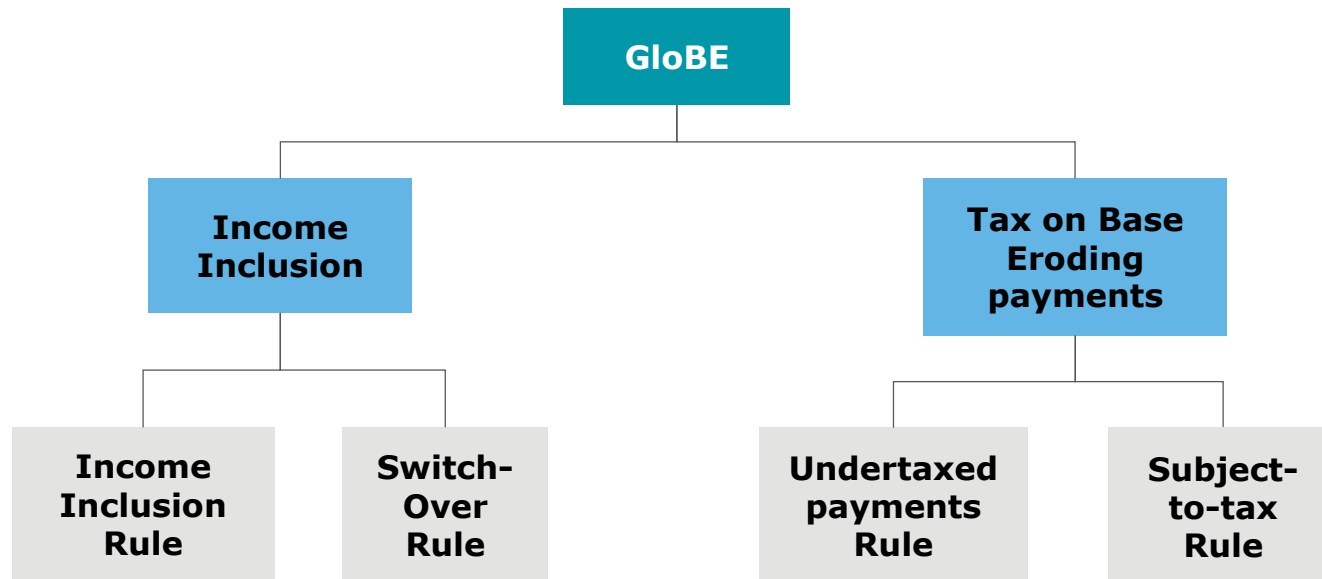 GloBE
Income
Inclusion
Tax on Base
Eroding
payments
Income
Inclusion
Rule
Switch-
Over
Rule
Undertaxed
payments
Rule
Subject-
to-tax
Rule